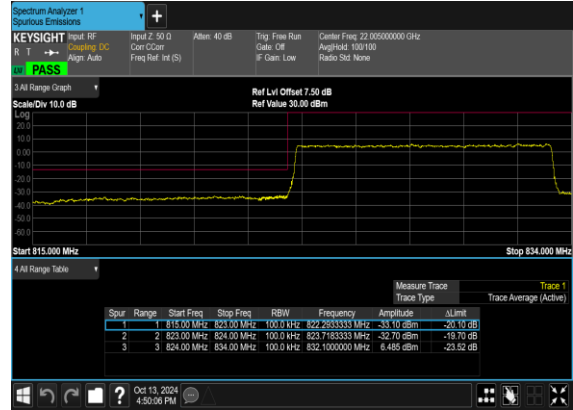 Spectrum Analyzer 1
Spurious Emissions
KEYSIGHT Input: RF Input Z: 50 Ω Atten: 40 dB Trig: Free Run Center Freq: 22.005000000 GHz
R T Coupling: DC Corr CCorr Gate: Off Avg|Hold: 100/100
Align: Auto Freq Ref: Int (S) IF Gain: Low Radio Std: None
PASS
3 All Range Graph Ref Lvl Offset 7.50 dB
Scale/Div 10.0 dB Ref Value 30.00 dBm
Log
20.0
10.0
0.00
-10.0
-20.0
-30.0
-40.0
-50.0
-60.0
Start 815.000 MHz Stop 834.000 MHz
4 All Range Table
Measure Trace Trace 1
Trace Type Trace Average (Active)
Spur Range Start Freq Stop Freq RBW Frequency Amplitude ΔLimit
1 1 815.00 MHz 823.00 MHz 100.0 kHz 822.2933333 MHz -33.10 dBm -20.10 dB
2 2 823.00 MHz 824.00 MHz 100.0 kHz 823.7183333 MHz -32.70 dBm -19.70 dB
3 3 824.00 MHz 834.00 MHz 100.0 kHz 832.1000000 MHz 6.485 dBm -23.52 dB
? Oct 13, 2024
4:50:06 PM